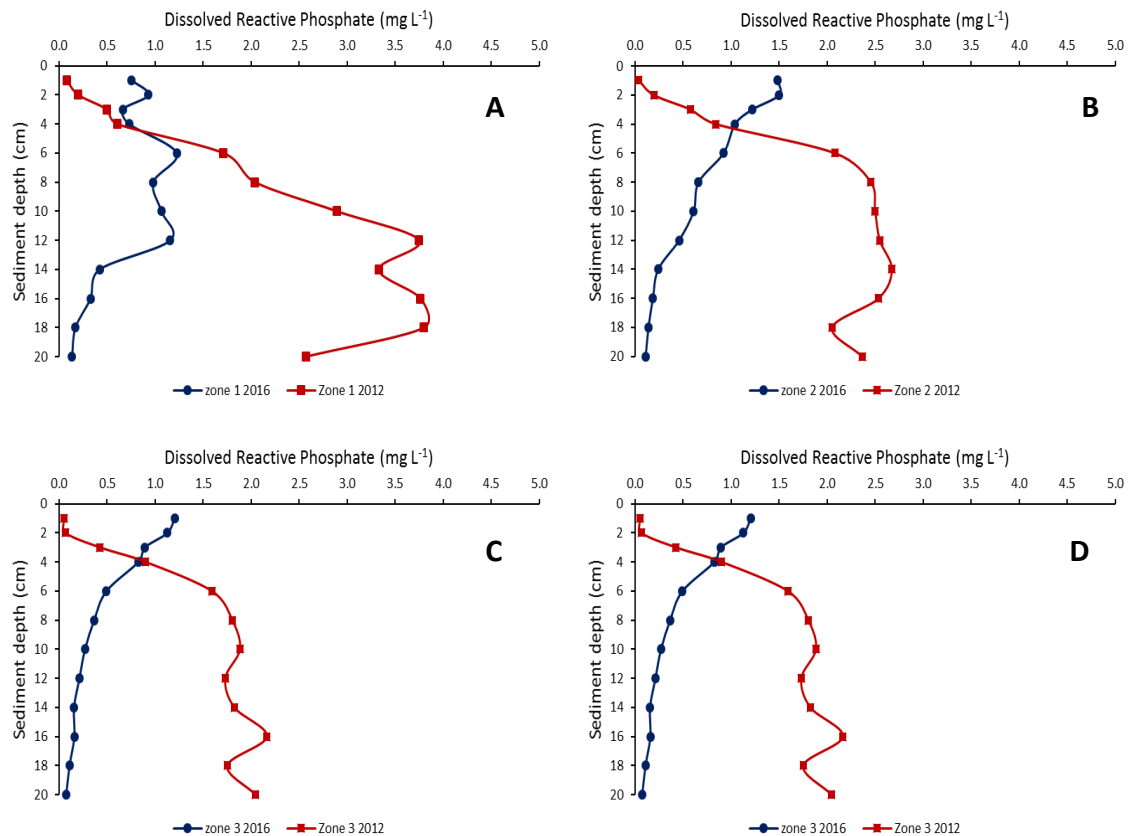 Dissolved Reactive Phosphate (mg L-1)
0.0 0.5 1.0 1.5 2.0 2.5 3.0 3.5 4.0 4.5 5.0
Sediment depth (cm)
0
2
4
6
8
10
12
14
16
18
20
A
zone 1 2016 Zone 1 2012
Dissolved Reactive Phosphate (mg L-1)
0.0 0.5 1.0 1.5 2.0 2.5 3.0 3.5 4.0 4.5 5.0
Sediment depth (cm)
0
2
4
6
8
10
12
14
16
18
20
B
zone 2 2016 Zone 2 2012
Dissolved Reactive Phosphate (mg L-1)
0.0 0.5 1.0 1.5 2.0 2.5 3.0 3.5 4.0 4.5 5.0
Sediment depth (cm)
0
2
4
6
8
10
12
14
16
18
20
C
zone 3 2016 Zone 3 2012
Dissolved Reactive Phosphate (mg L-1)
0.0 0.5 1.0 1.5 2.0 2.5 3.0 3.5 4.0 4.5 5.0
Sediment depth (cm)
0
2
4
6
8
10
12
14
16
18
20
D
zone 3 2016 Zone 3 2012